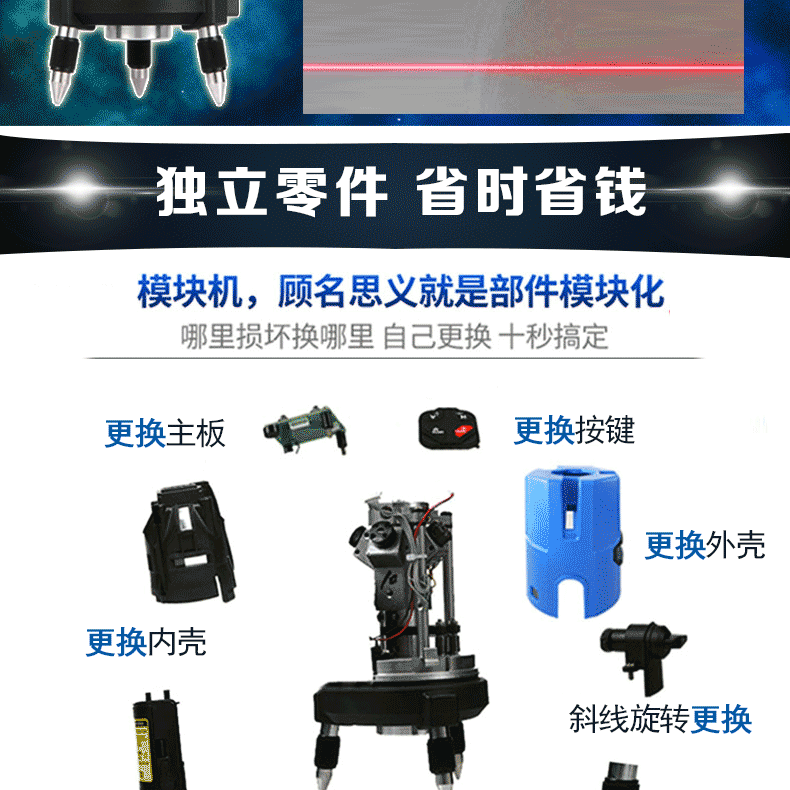 独立零件 省时省钱
模块机，顾名思义就是部件模块化
哪里损坏换哪里 自己更换 十秒搞定
更换主板
更换按键
更换外壳
更换内壳
斜线旋转更换